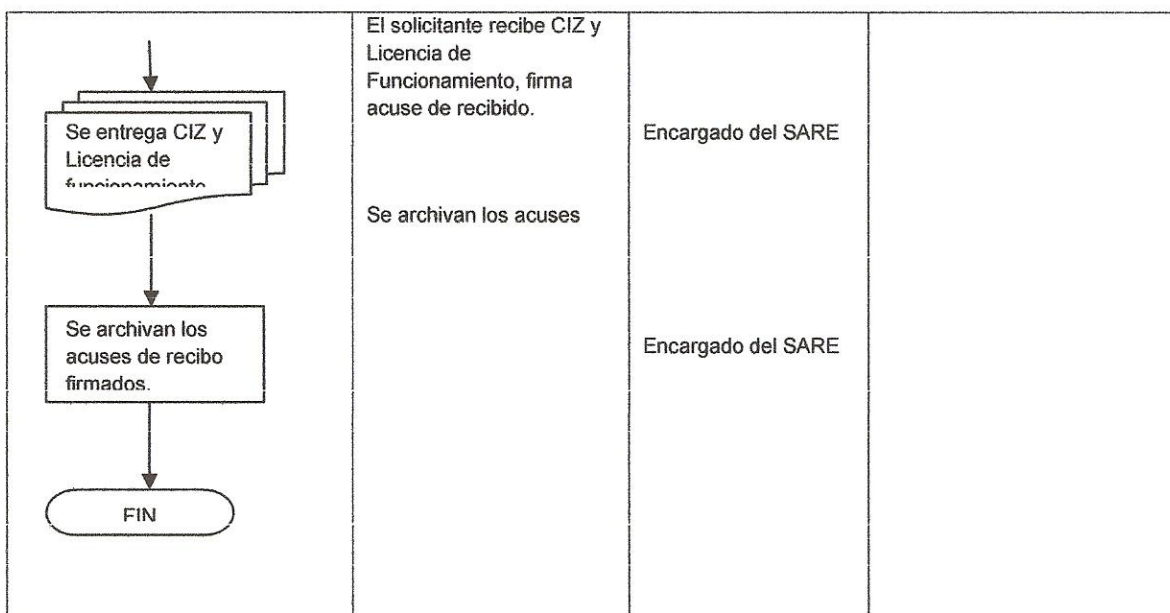 Se entrega CIZ y
Licencia de
funcionamiento
Se archivan los
acuses de recibo
firmados.
FIN
El solicitante recibe CIZ y
Licencia de
Funcionamiento, firma
acuse de recibido.
Se archivan los acuses
Encargado del SARE
Encargado del SARE